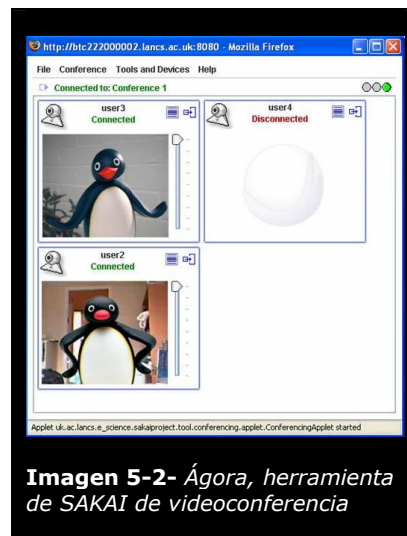 http://btc222000002.lancs.ac.uk:8080 - Mozilla Firefox
File Conference Tools and Devices Help
Connected to: Conference 1
user3
Connected
user4
Disconnected
user2
Connected
Applet uk.ac.lancs.e_science.sakaiproject.tool.conferencing.applet.ConferencingApplet started
Imagen 5-2- Ágora, herramienta
de SAKAI de videoconferencia